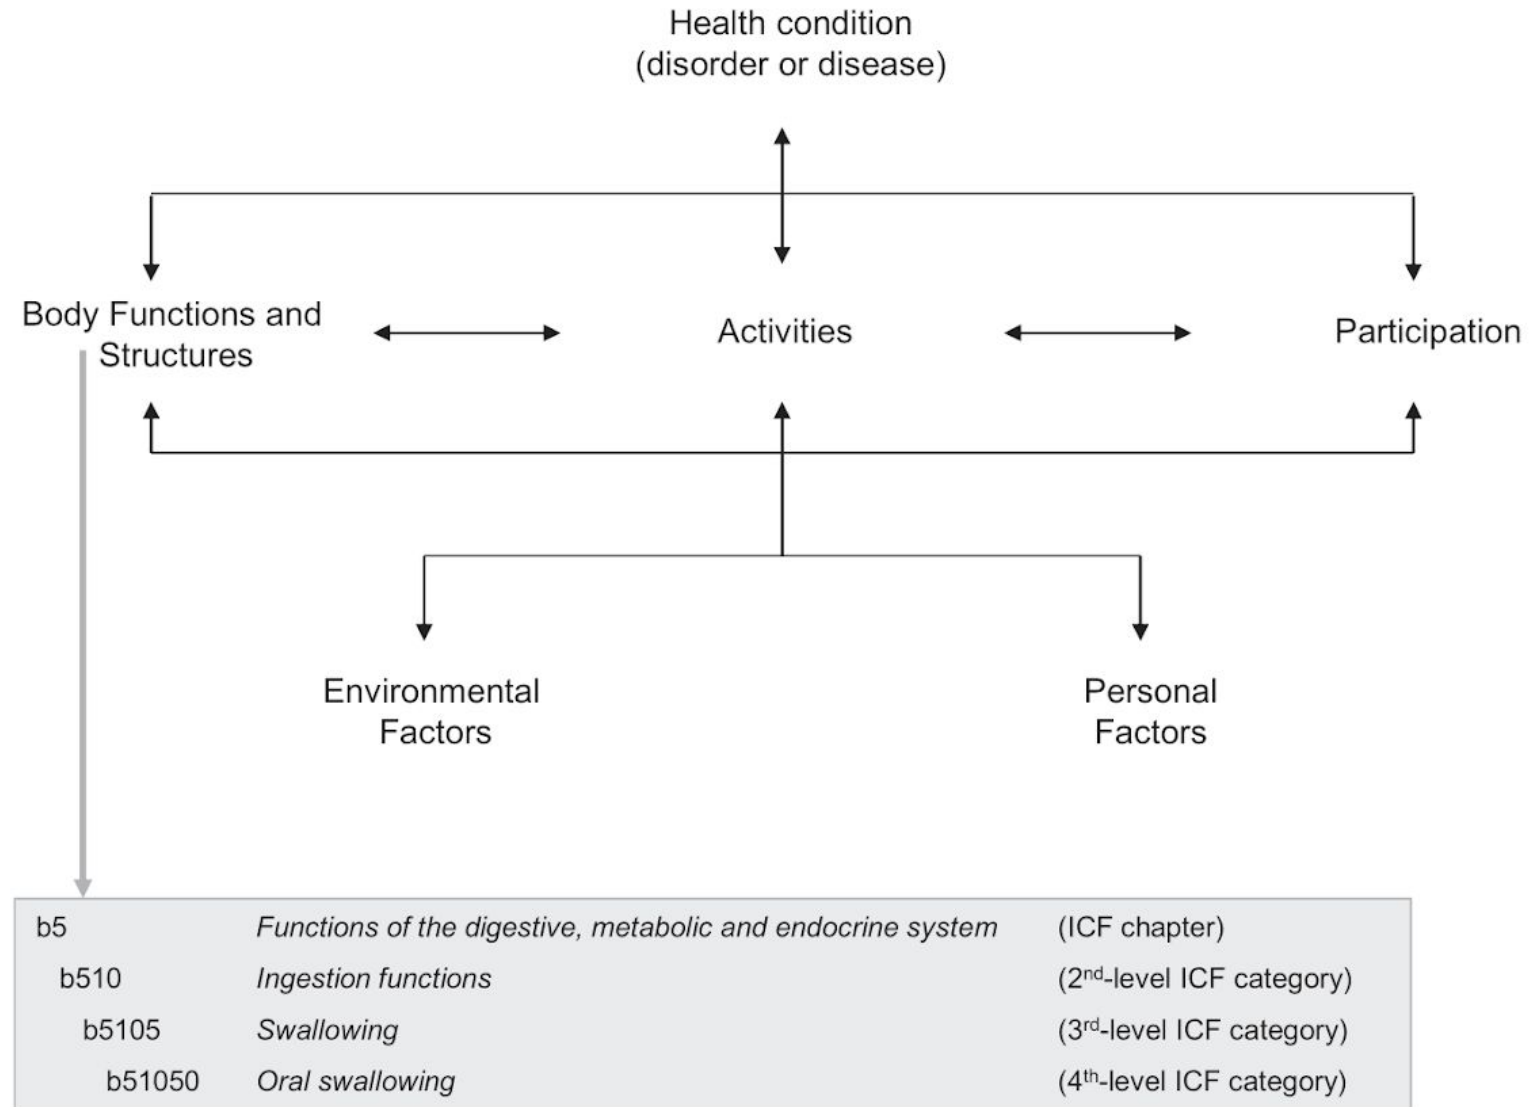 Health condition
(disorder or disease)
Body Functions and
Structures
Activities
Participation
Environmental
Factors
Personal
Factors
b5 Functions of the digestive, metabolic and endocrine system (ICF chapter)
b510 Ingestion functions (2nd-level ICF category)
b5105 Swallowing (3rd-level ICF category)
b51050 Oral swallowing (4th-level ICF category)